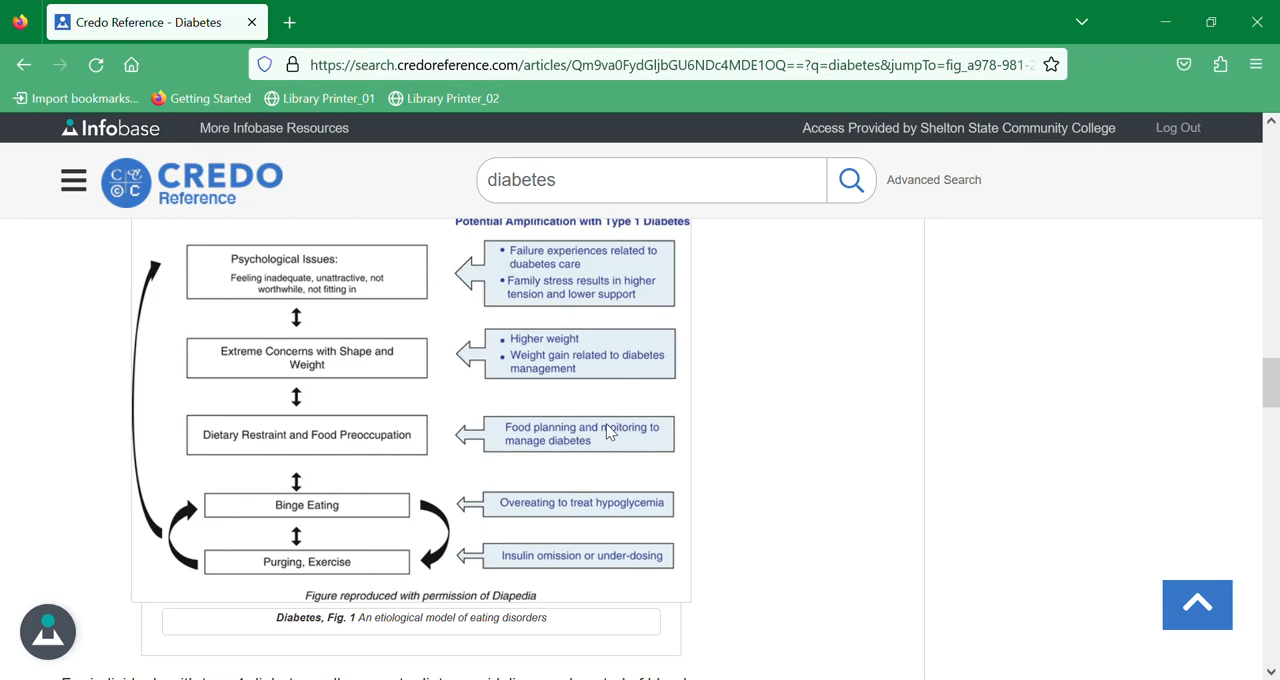 Credo Reference - Diabetes
https://search.credoreference.com/articles/Qm9va0FydGljbGU6NDc4MDE1OQ==?q=diabetes&jumpTo=fig_a978-981-
Import bookmarks...
Getting Started
Library Printer_01
Library Printer_02
Infobase
More Infobase Resources
Access Provided by Shelton State Community College
Log Out
CREDO
Reference
diabetes
Advanced Search
Potential Amplification with Type 1 Diabetes
Psychological Issues:
Feeling inadequate, unattractive, not
worthwhile, not fitting in
• Failure experiences related to
duabetes care
• Family stress results in higher
tension and lower support
Extreme Concerns with Shape and
Weight
• Higher weight
• Weight gain related to diabetes
management
Dietary Restraint and Food Preoccupation
Food planning and moitoring to
manage diabetes
Binge Eating
Overeating to treat hypoglycemia
Purging, Exercise
Insulin omission or under-dosing
Figure reproduced with permission of Diapedia
Diabetes, Fig. 1 An etiological model of eating disorders